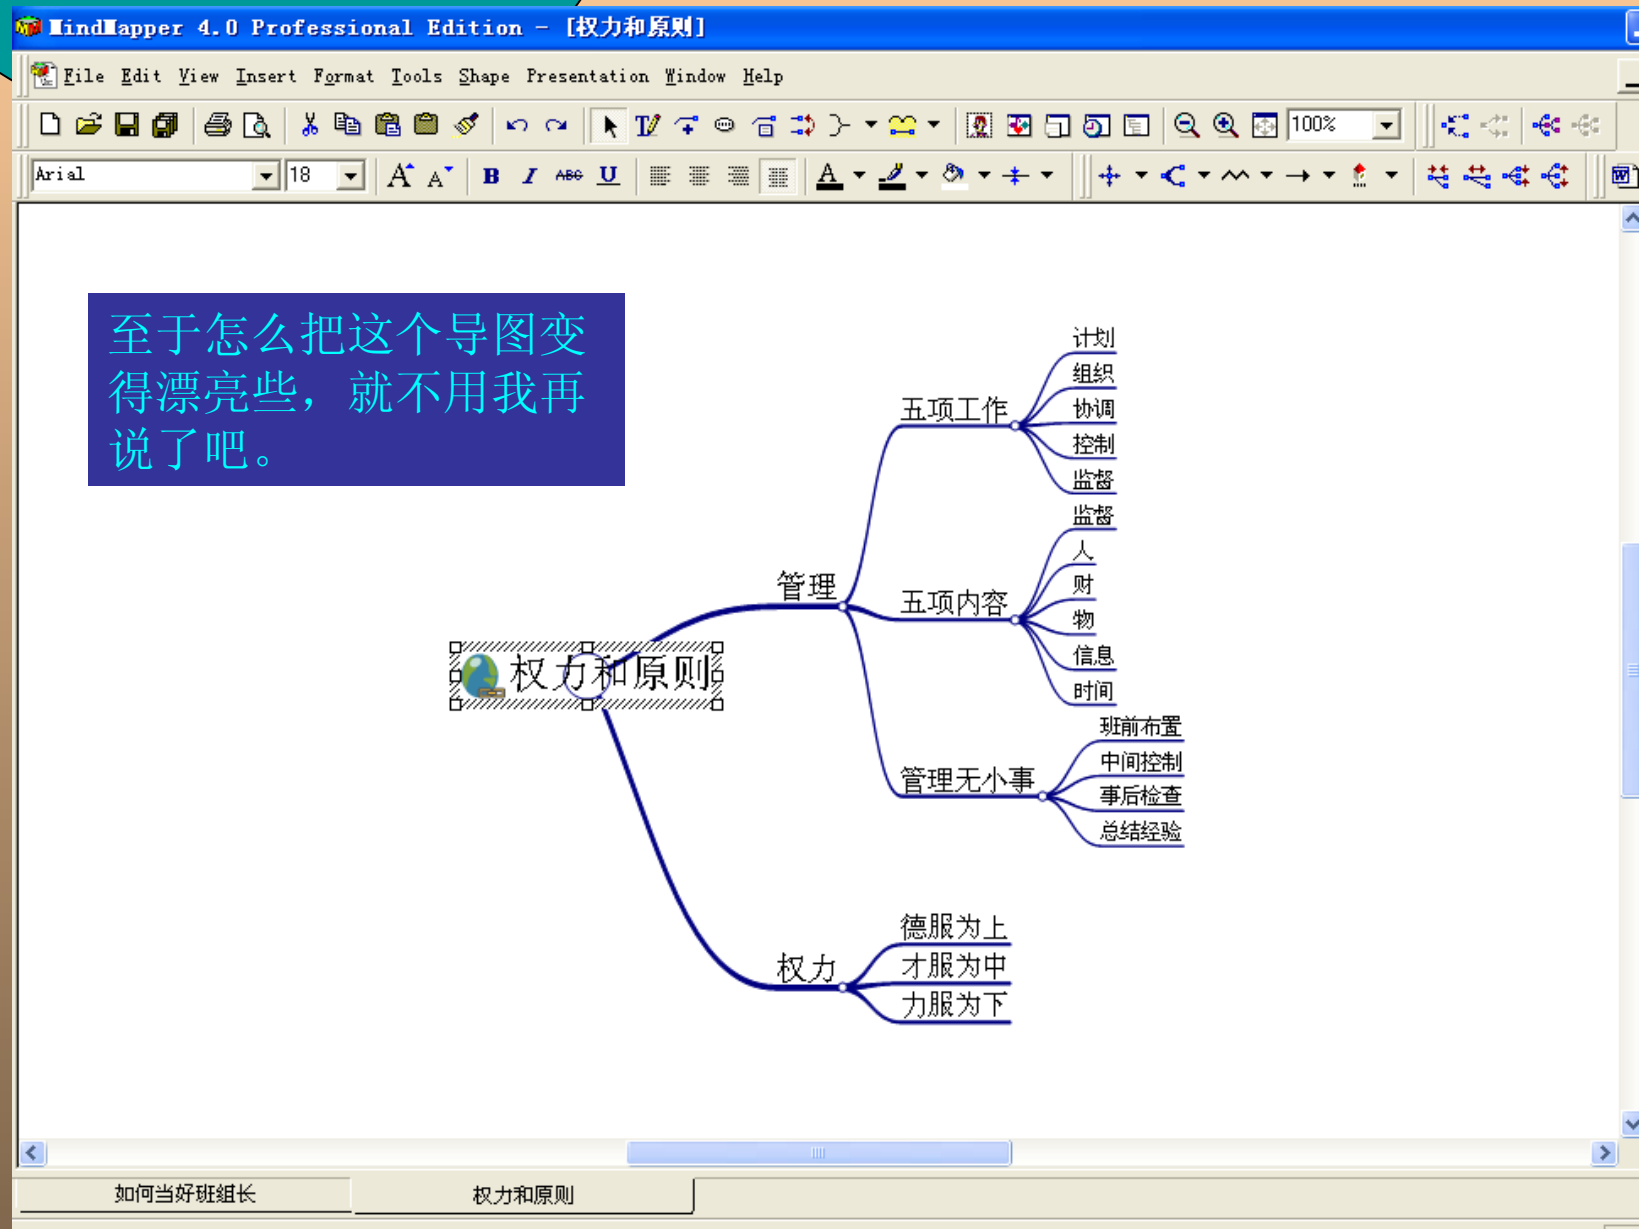 MindMapper 4.0 Professional Edition - [权力和原则]
File Edit View Insert Format Tools Shape Presentation Window Help
100%
Arial 18 A A B I ABC U A
至于怎么把这个导图变
得漂亮些，就不用我再
说了吧。
权力和原则
管理
五项工作
计划
组织
协调
控制
监督
五项内容
监督
人
财
物
信息
时间
管理无小事
班前布置
中间控制
事后检查
总结经验
权力
德服为上
才服为中
力服为下
如何当好班组长 权力和原则